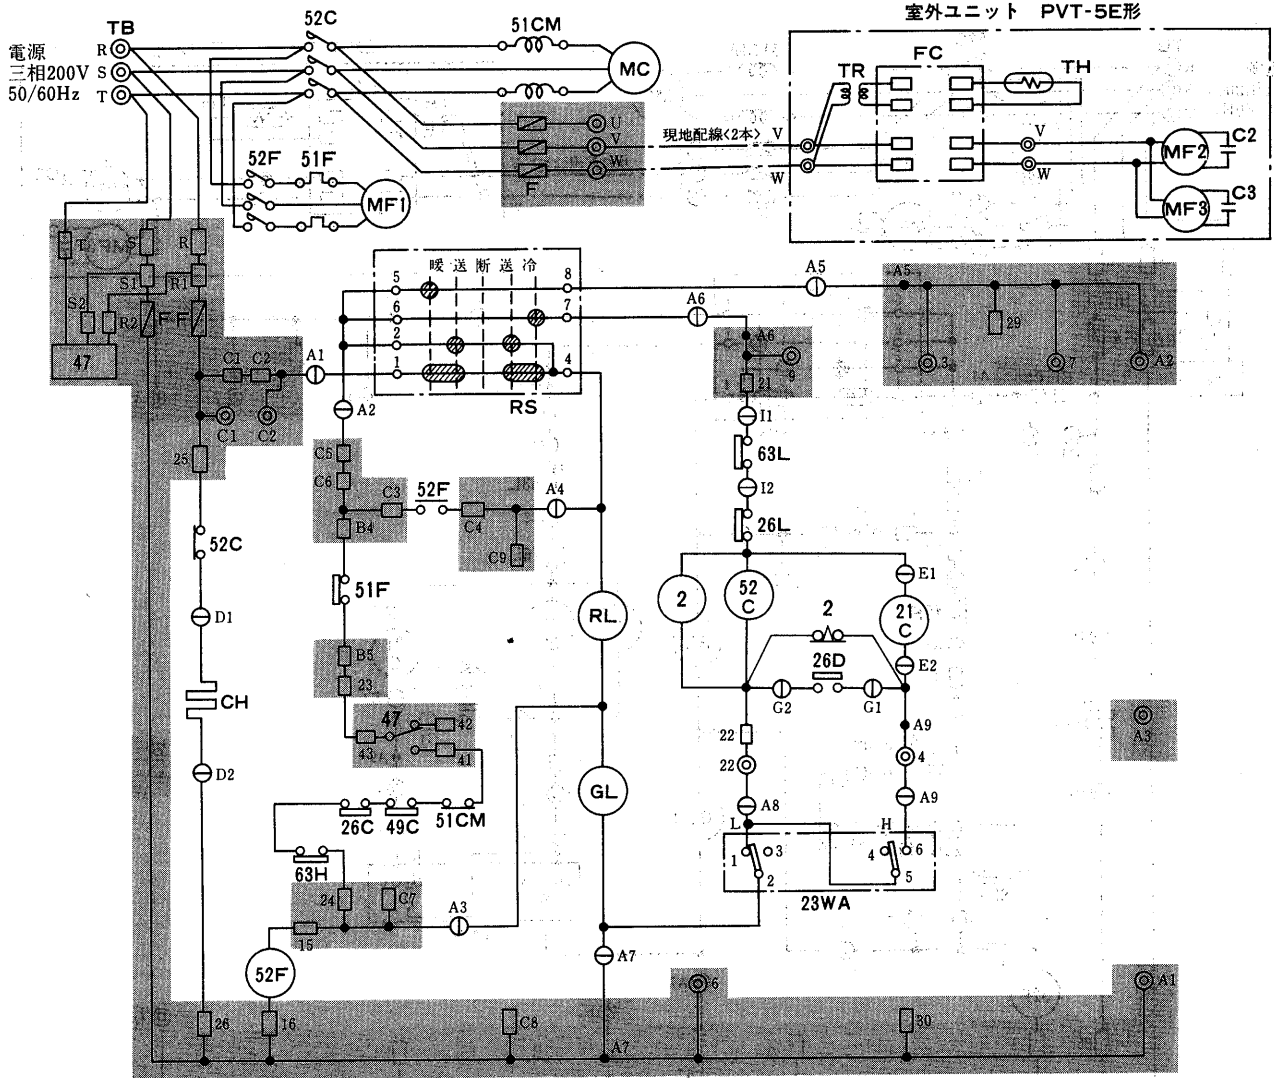 室外ユニット PVT-5E形
TB
52C
51CM
電源
三相200V
50/60Hz
R
S
T
MC
FC
TR
TH
U
V
W
F
現地配線<2本>
V
W
V
W
MF2
C2
MF3
C3
52F
51F
MF1
T
S
R
S1
R1
S2
R2
F
F
47
C1
C2
C1
C2
A1
暖 送 断 送 冷
5
6
2
1
8
7
4
RS
A5
A5
A6
A6
9
29
3
7
A2
21
A2
25
C5
C6
C3
52F
C4
A4
B4
C9
I1
63L
I2
26L
52C
51F
D1
B5
23
CH
D2
RL
2
52
C
E1
21
C
2
26D
E2
G2
G1
47
43
42
41
22
22
A9
4
A3
GL
26C
49C
51CM
A8
A9
L
H
63H
1
3
2
4
6
5
23WA
24
C7
A3
15
A7
52F
26
16
C8
A7
6
30
A1